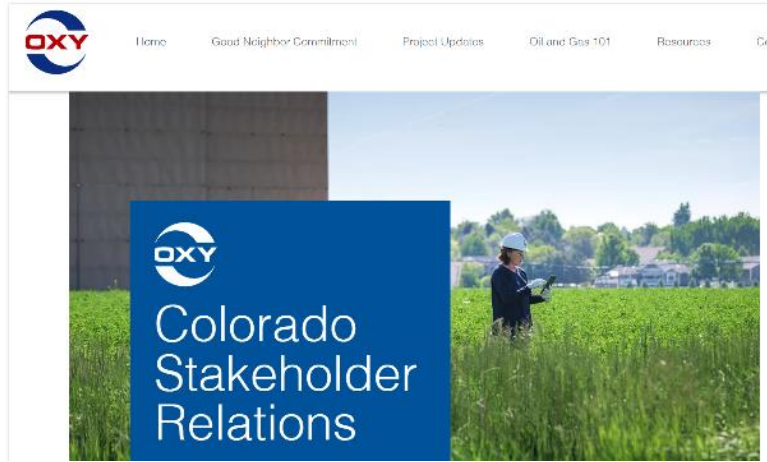 OXY
Home Good Neighbor Commitment Project Updates Oil and Gas 101 Resources
OXY
Colorado
Stakeholder
Relations